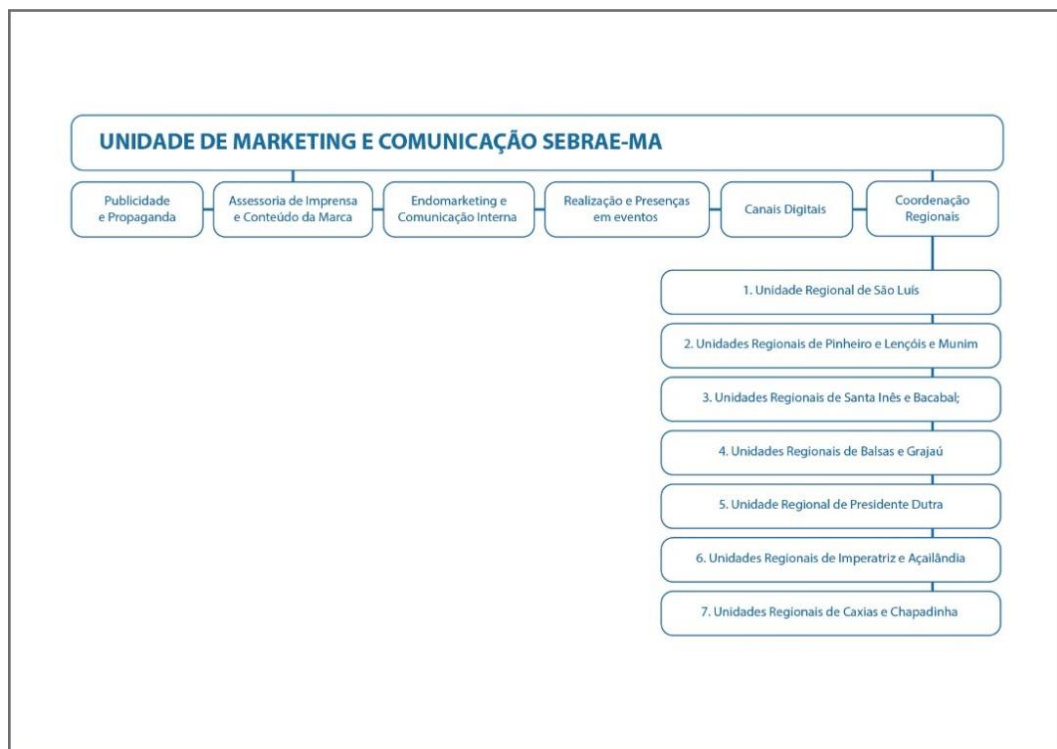 UNIDADE DE MARKETING E COMUNICAÇÃO SEBRAE-MA
Publicidade
e Propaganda
Assessoria de Imprensa
e Conteúdo da Marca
Endomarketing e
Comunicação Interna
Realização e Presenças
em eventos
Canais Digitais
Coordenação
Regionais
1. Unidade Regional de São Luís
2. Unidades Regionais de Pinheiro e Lençóis e Munim
3. Unidades Regionais de Santa Inês e Bacabal;
4. Unidades Regionais de Balsas e Grajaú
5. Unidade Regional de Presidente Dutra
6. Unidades Regionais de Imperatriz e Açailândia
7. Unidades Regionais de Caxias e Chapadinha